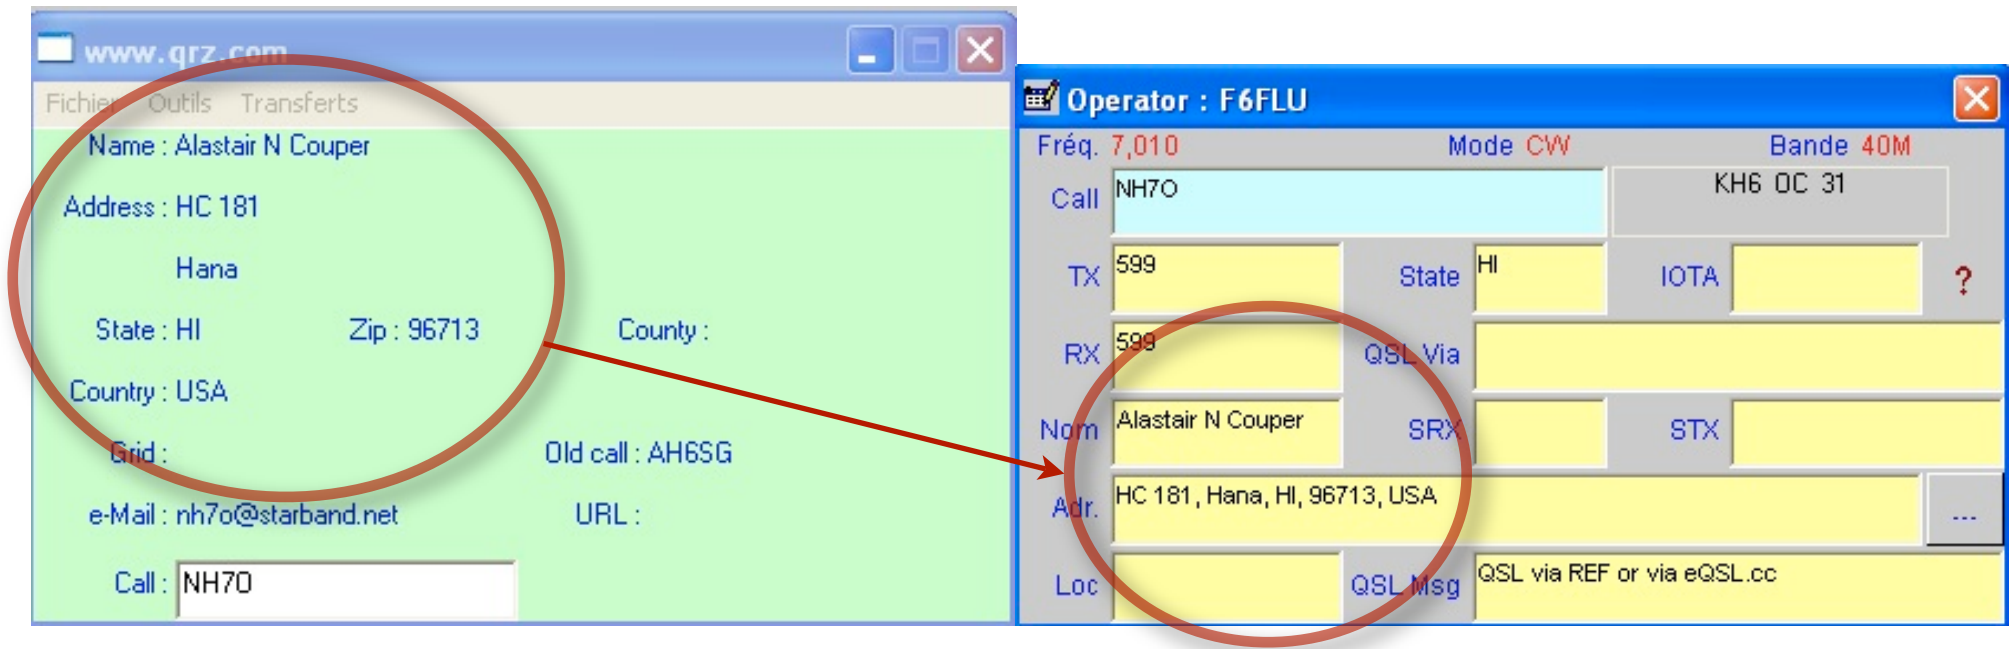 www.qrz.com
Fichier Outils Transferts
Name : Alastair N Couper
Address : HC 181
Hana
State : HI Zip : 96713 County :
Country : USA
Grid : Old call : AH6SG
e-Mail : nh7o@starband.net URL :
Call : NH7O
Operator : F6FLU
Fréq. 7,010 Mode CW Bande 40M
Call NH7O KH6 OC 31
TX 599 State HI IOTA ?
RX 599 QSL Via
Nom Alastair N Couper SRX STX
Adr. HC 181, Hana, HI, 96713, USA ...
Loc QSL Msg QSL via REF or via eQSL.cc